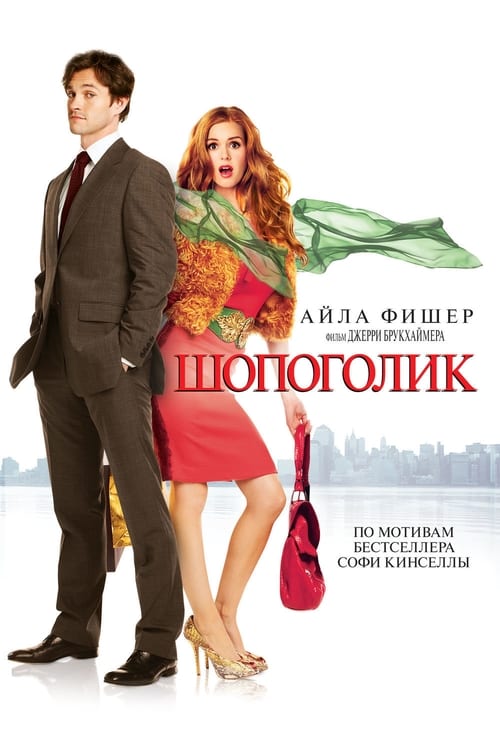 АЙЛА ФИШЕР
ФИЛЬМ ДЖЕРРИ БРУКХАЙМЕРА
ШОПОГОЛИК
ПО МОТИВАМ
БЕСТСЕЛЛЕРА
СОФИ КИНСЕЛЛЫ